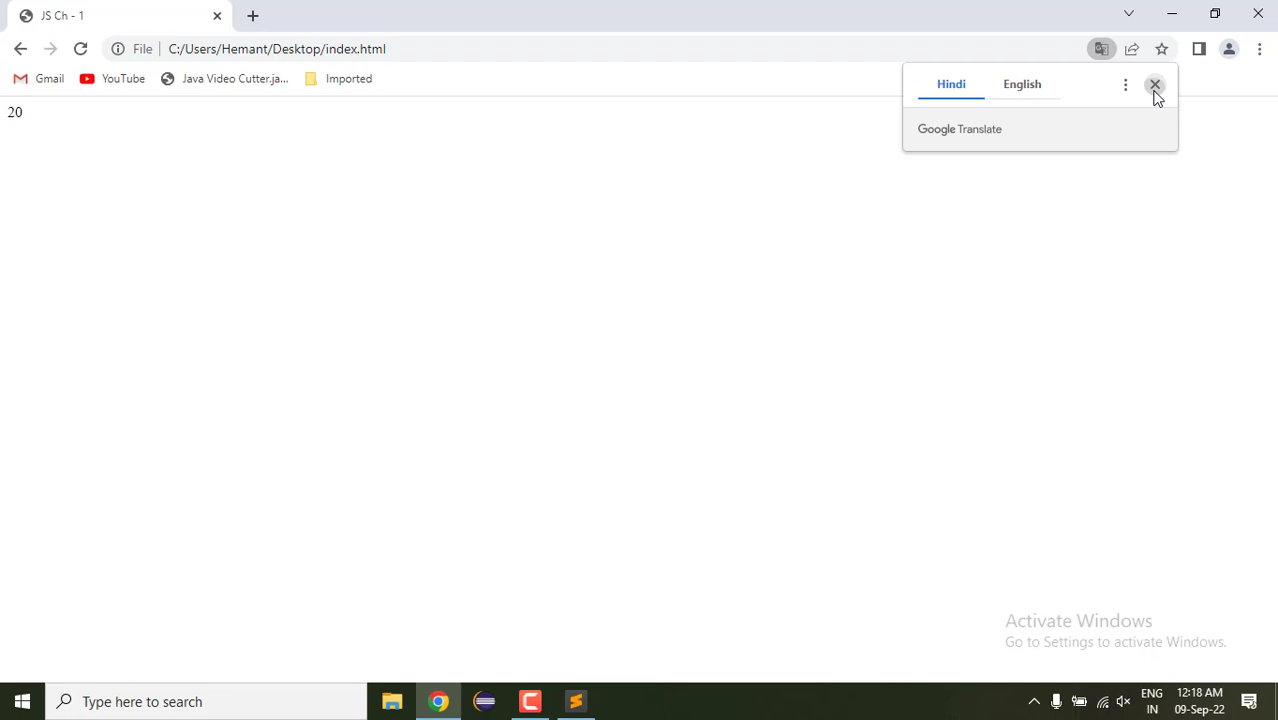 JS Ch - 1
File C:/Users/Hemant/Desktop/index.html
Gmail YouTube Java Video Cutter.ja... Imported
Hindi English
20
Google Translate
Activate Windows
Go to Settings to activate Windows.
Type here to search
ENG 12:18 AM
IN 09-Sep-22